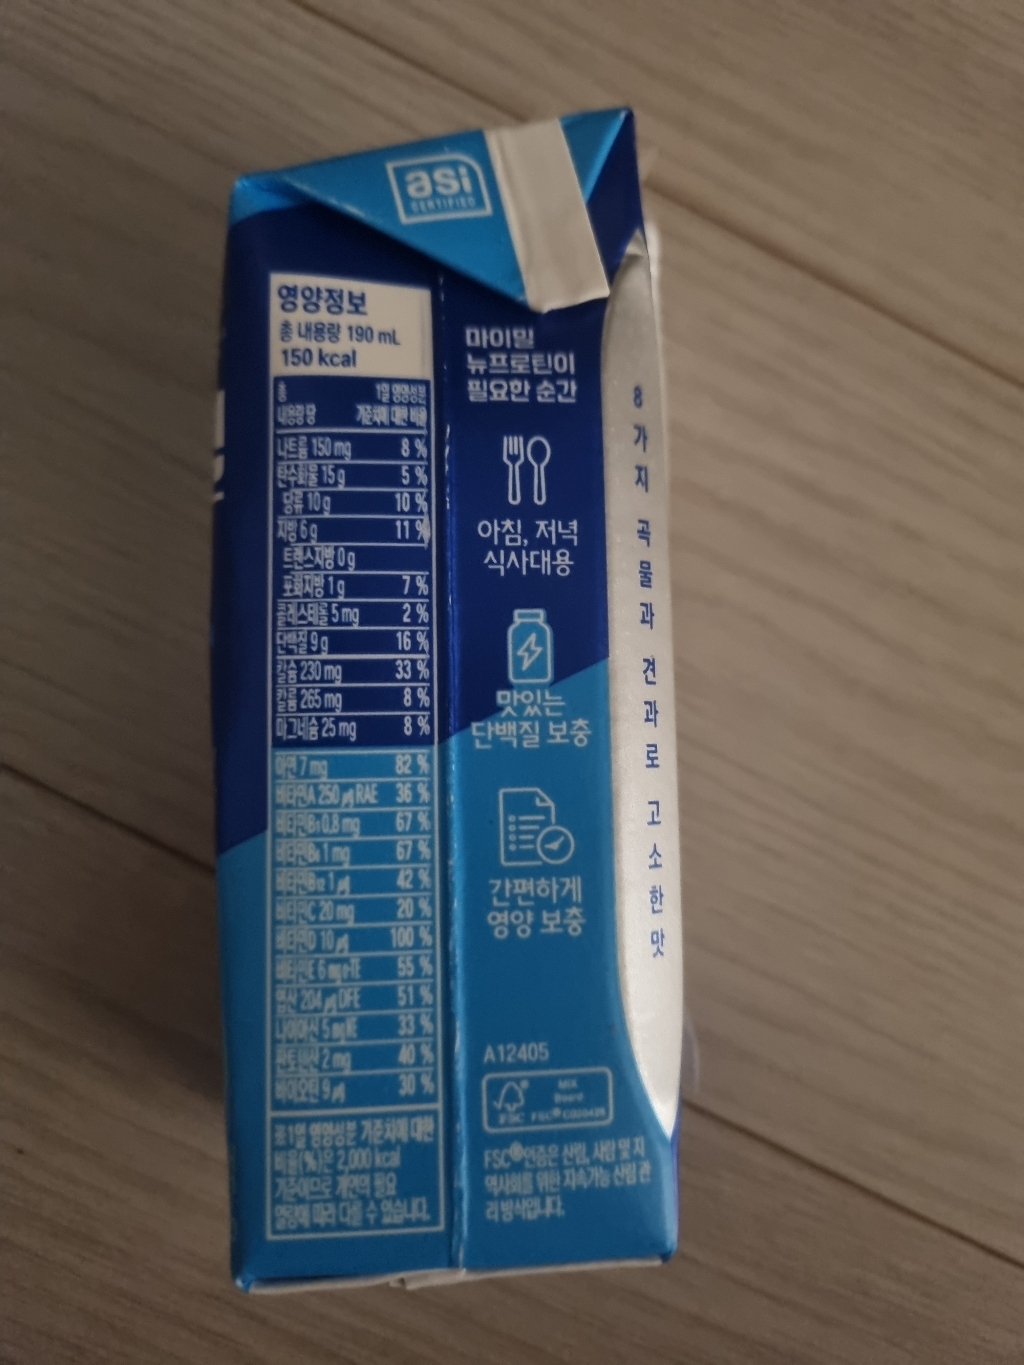 asi
CERTIFIED
영양정보
총 내용량 190 mL
150 kcal
총 1일 영양성분
내용량당 기준치에 대한 비율
나트륨 150 mg 8 %
탄수화물 15 g 5 %
당류 10 g 10 %
지방 6 g 11 %
트랜스지방 0 g
포화지방 1 g 7 %
콜레스테롤 5 mg 2 %
단백질 9 g 16 %
칼슘 230 mg 33 %
칼륨 265 mg 8 %
마그네슘 25 mg 8 %
아연 7 mg 82 %
비타민A 250 μg RAE 36 %
비타민B1 0.8 mg 67 %
비타민B6 1 mg 67 %
비타민B12 1 μg 42 %
비타민C 20 mg 20 %
비타민D 10 μg 100 %
비타민E 6 mg α-TE 55 %
엽산 204 μg DFE 51 %
나이아신 5 mg NE 33 %
판토텐산 2 mg 40 %
바이오틴 9 μg 30 %
※1일 영양성분 기준치에 대한
비율(%)은 2,000 kcal
기준이므로 개인의 필요
열량에 따라 다를 수 있습니다.
마이밀
뉴프로틴이
필요한 순간
아침, 저녁
식사대용
맛있는
단백질 보충
간편하게
영양 보충
A12405
MIX
Board
FSC FSC®
FSC®인증은 산림, 사람 및 지
역사회를 위한 지속가능 산림 관
리 방식입니다.
8가지 곡물과 견과로 고소한 맛